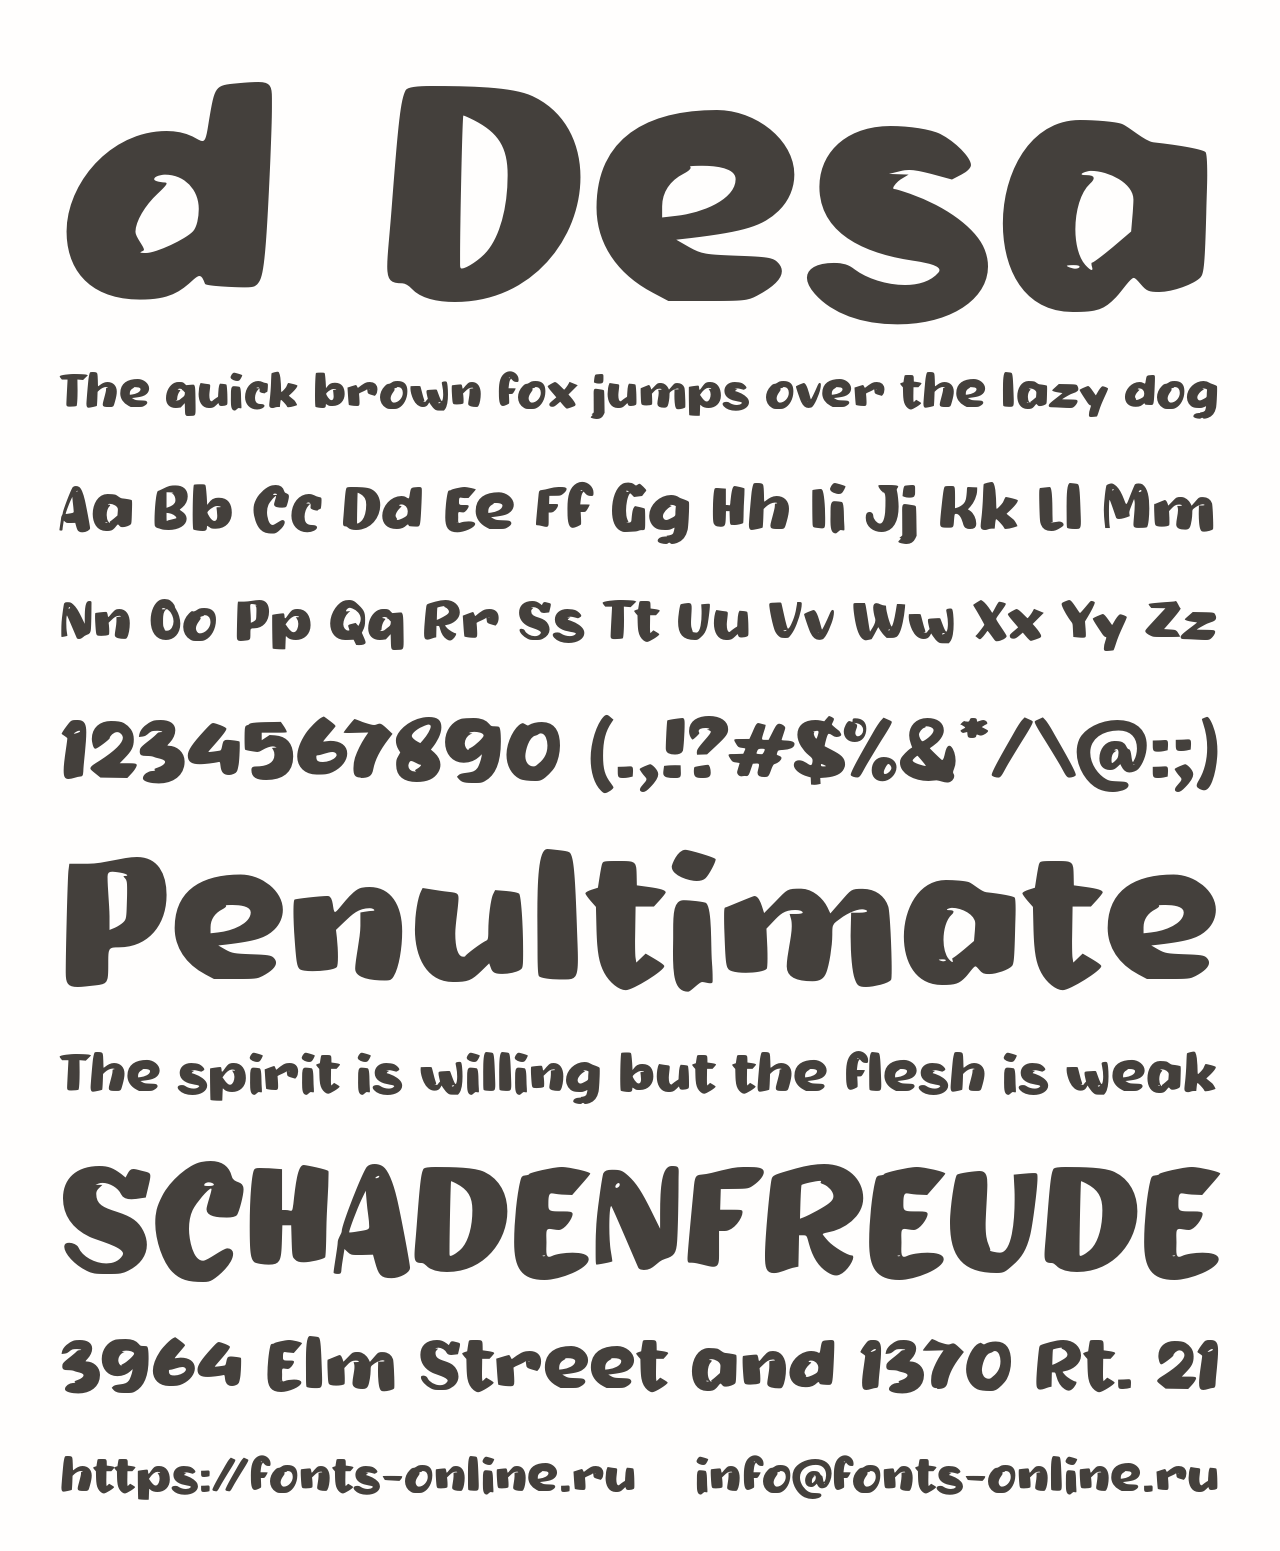 d Desa
The quick brown fox jumps over the lazy dog
Aa Bb Cc Dd Ee Ff Gg Hh Ii Jj Kk Ll Mm
Nn Oo Pp Qq Rr Ss Tt Uu Vv Ww Xx Yy Zz
1234567890 (.,!?#$%&*/\@:;)
Penultimate
The spirit is willing but the flesh is weak
SCHADENFREUDE
3964 Elm Street and 1370 Rt. 21
https://fonts-online.ru info@fonts-online.ru